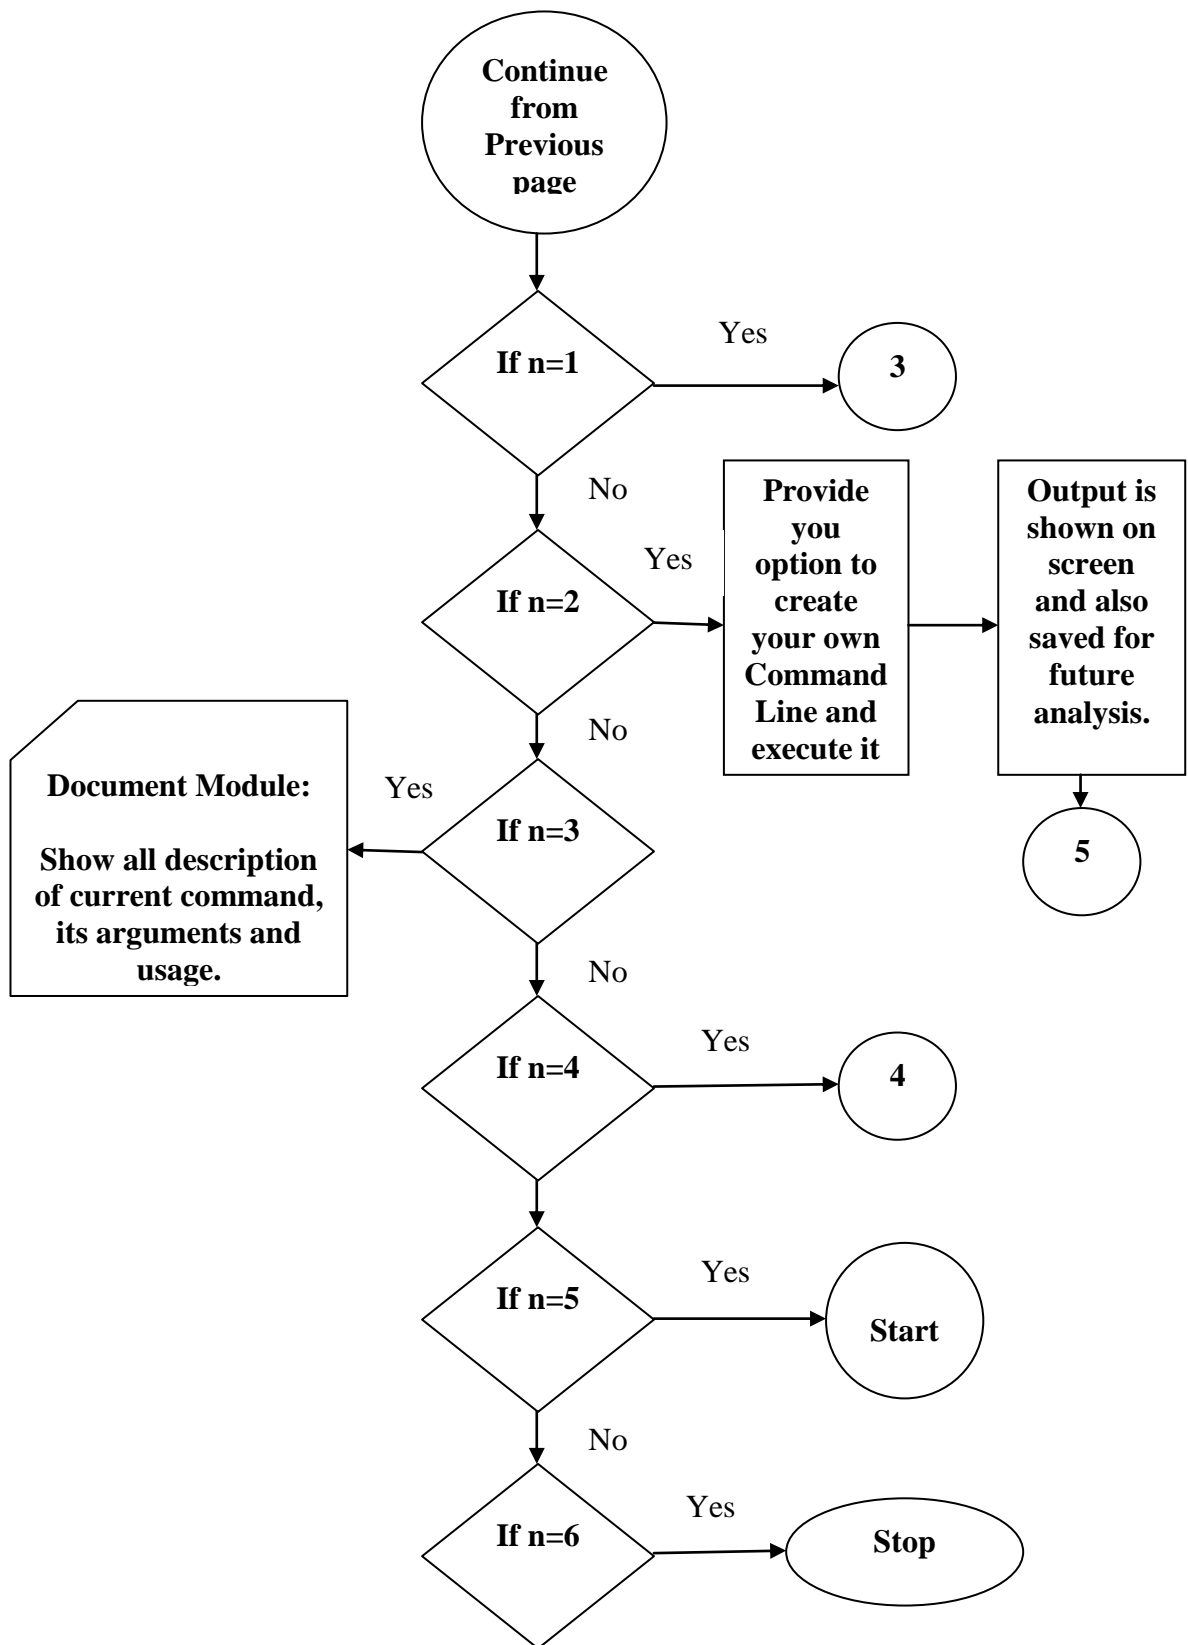 Continue
from
Previous
page
If n=1
Yes
3
No
If n=2
Yes
Provide
you
option to
create
your own
Command
Line and
execute it
Output is
shown on
screen
and also
saved for
future
analysis.
5
No
If n=3
Yes
Document Module:
Show all description
of current command,
its arguments and
usage.
No
If n=4
Yes
4
If n=5
Yes
Start
No
If n=6
Yes
Stop